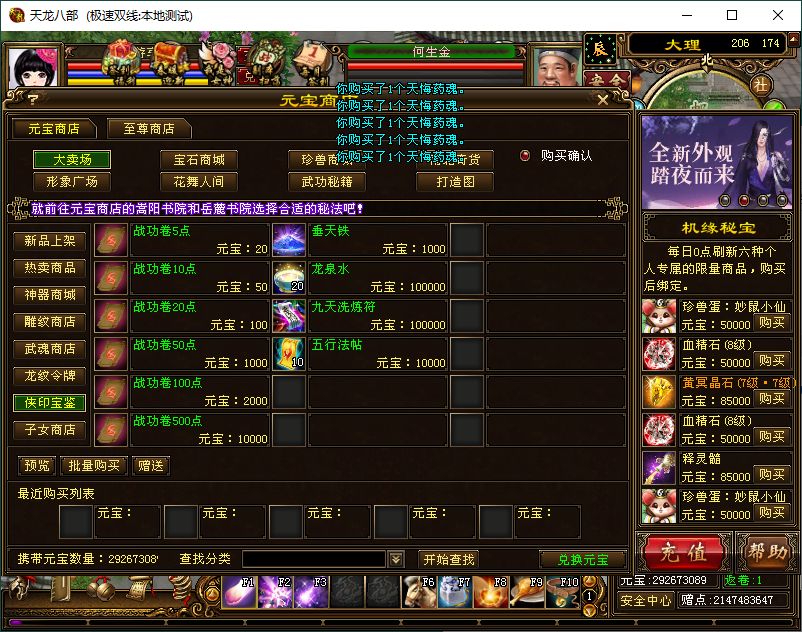 天龙八部 (极速双线:本地测试)
何生金
辰
大理 206 174
北
安全
社
你购买了1个天悔药魂。
你购买了1个天悔药魂。
你购买了1个天悔药魂。
你购买了1个天悔药魂。
你购买了1个天悔药魂。
?
元宝商店
元宝商店 至尊商店
大卖场 宝石商城 珍兽商城 购买确认
形象广场 花舞人间 武功秘籍 打造图
就前往元宝商店的嵩阳书院和岳麓书院选择合适的秘法吧!
新品上架
热卖商品
神器商城
雕纹商店
武魂商店
龙纹令牌
侠印宝鉴
子女商店
战功卷5点
元宝：20
垂天铁
元宝：1000
战功卷10点
元宝：50
20
龙泉水
元宝：100000
战功卷20点
元宝：100
九天洗炼符
元宝：100000
战功卷50点
元宝：1000
10
五行法帖
元宝：10000
战功卷100点
元宝：2000
战功卷500点
元宝：10000
预览 批量购买 赠送
最近购买列表
元宝： 元宝： 元宝： 元宝： 元宝：
携带元宝数量：29267308 查找分类 开始查找 兑换元宝
全新外观
踏夜而来
机缘秘宝
每日0点刷新六种个
人专属的限量商品，购买
后绑定。
珍兽蛋：妙鼠小仙
元宝：50000 购买
血精石(8级)
元宝：50000 购买
黄冥晶石(7级·7级)
元宝：85000 购买
血精石(8级)
元宝：50000 购买
释灵髓
元宝：85000 购买
珍兽蛋：妙鼠小仙
元宝：50000 购买
充值 帮助
F1 F2 F3 F6 F7 F8 F9 F10 1
元宝:292673089 返卷:1
安全中心 赠点:2147483647